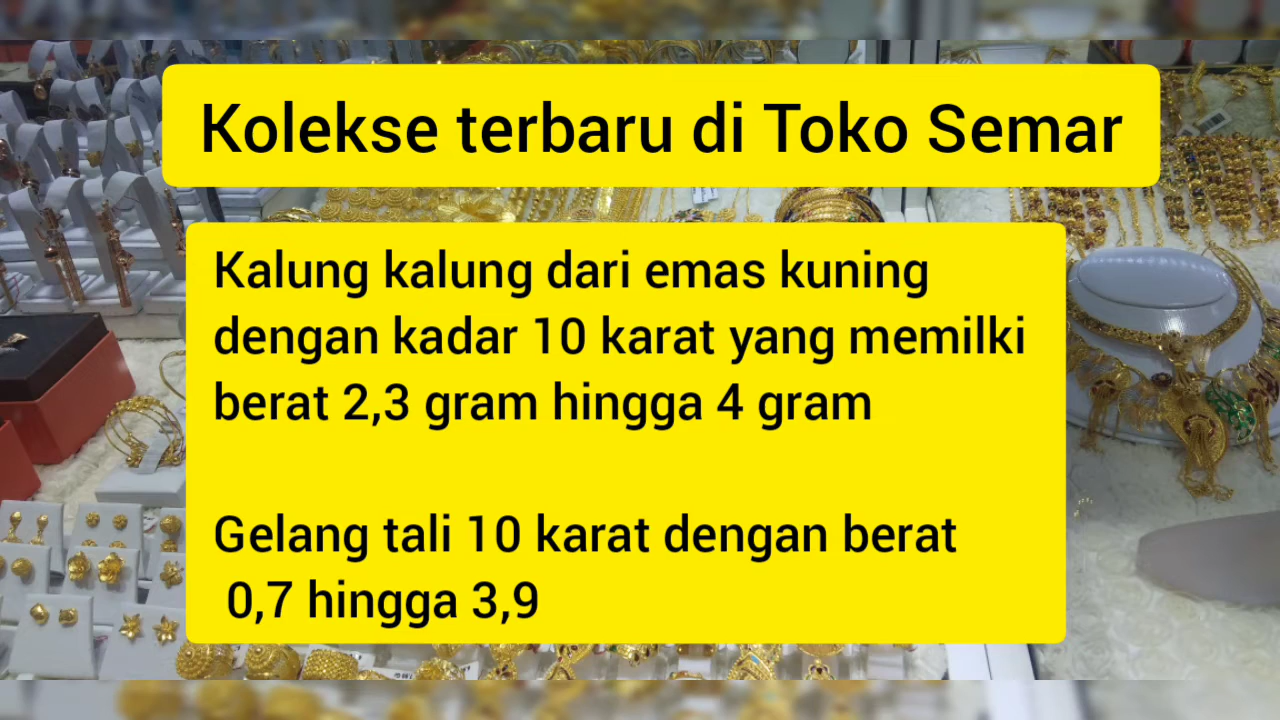 Kolekse terbaru di Toko Semar
Kalung kalung dari emas kuning
dengan kadar 10 karat yang memilki
berat 2,3 gram hingga 4 gram
Gelang tali 10 karat dengan berat
0,7 hingga 3,9